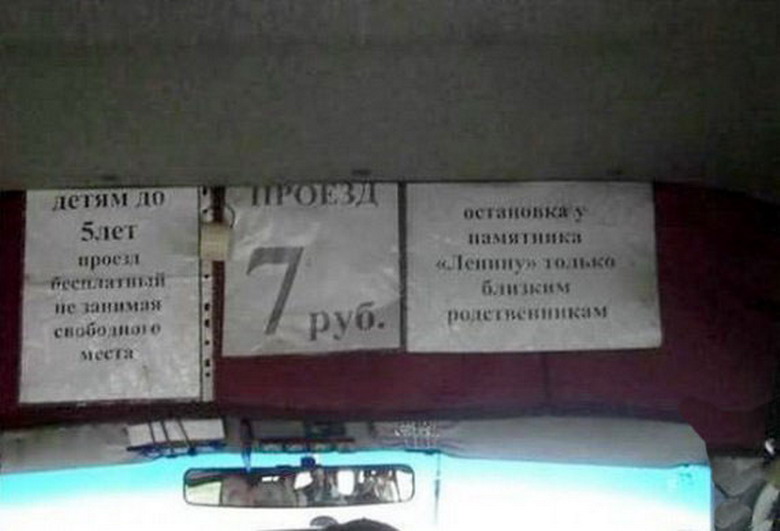 детям до
5лет
проезд
бесплатный
не занимая
свободного
места
ПРОЕЗД
7
руб.
остановка у
памятника
«Ленину» только
близким
родственникам